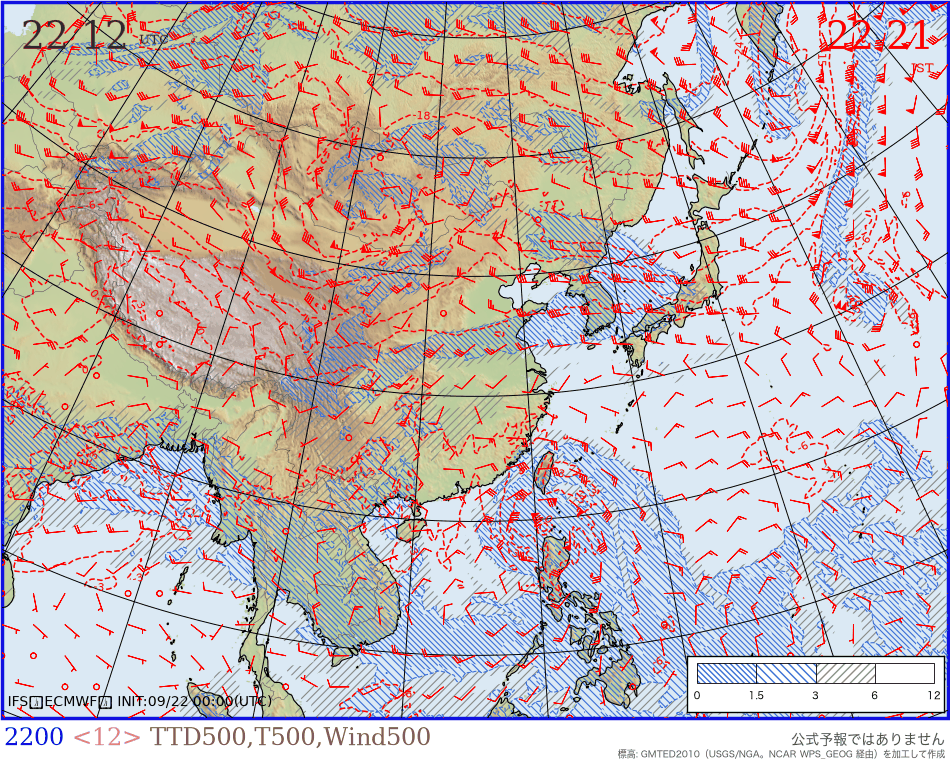 22.12 UTC
22.21
JST
-18
IFS ECMWF INIT:09/22 00:00(UTC)
0 1.5 3 6 12
2200 <12> TTD500,T500,Wind500
公式予報ではありません
標高: GMTED2010（USGS/NGA。NCAR WPS_GEOG 経由）を加工して作成